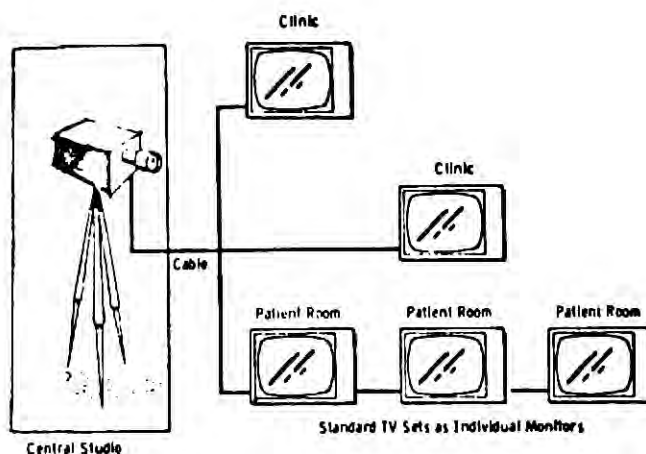 Clinic
Clinic
Cable
Patient Room
Patient Room
Patient Room
Standard TV Sets as Individual Monitors
Central Studio